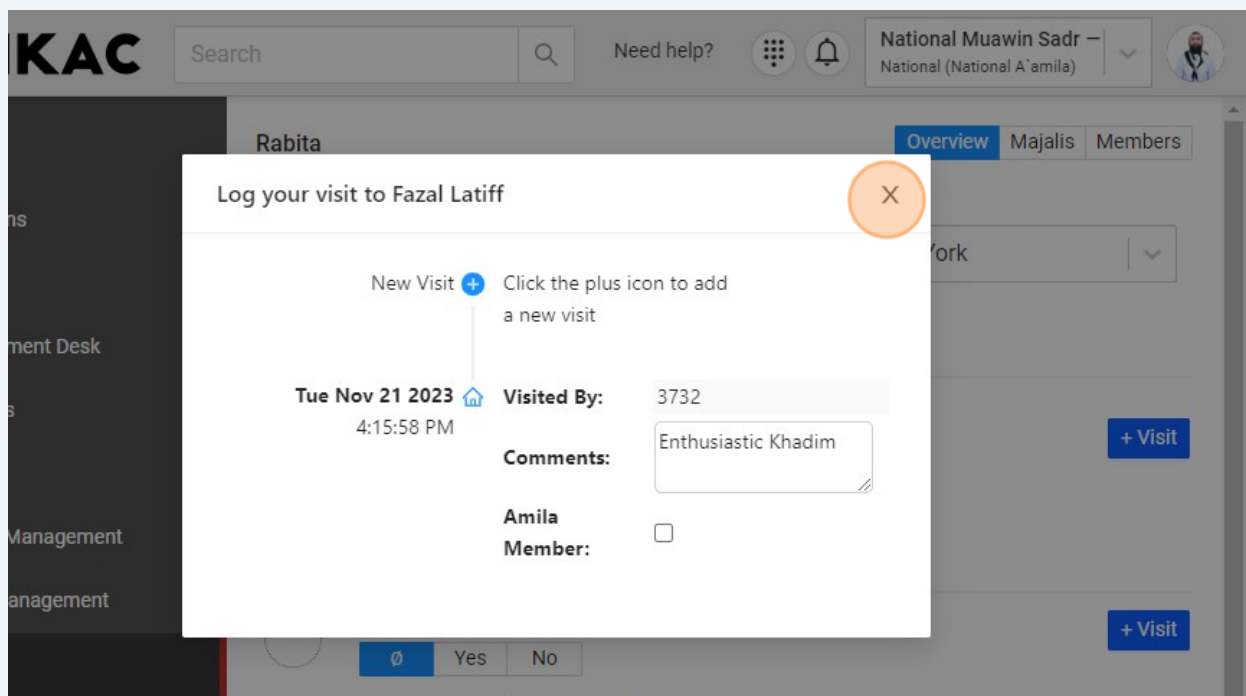 IKAC
Search
Need help?
National Muawin Sadr –
National (National A`amila)
Rabita
Overview
Majalis
Members
Log your visit to Fazal Latiff
X
ns
York
New Visit
Click the plus icon to add
a new visit
ment Desk
s
Tue Nov 21 2023
4:15:58 PM
Visited By:
3732
Comments:
Enthusiastic Khadim
+ Visit
Amila
Member:
Management
anagement
+ Visit
Ø
Yes
No